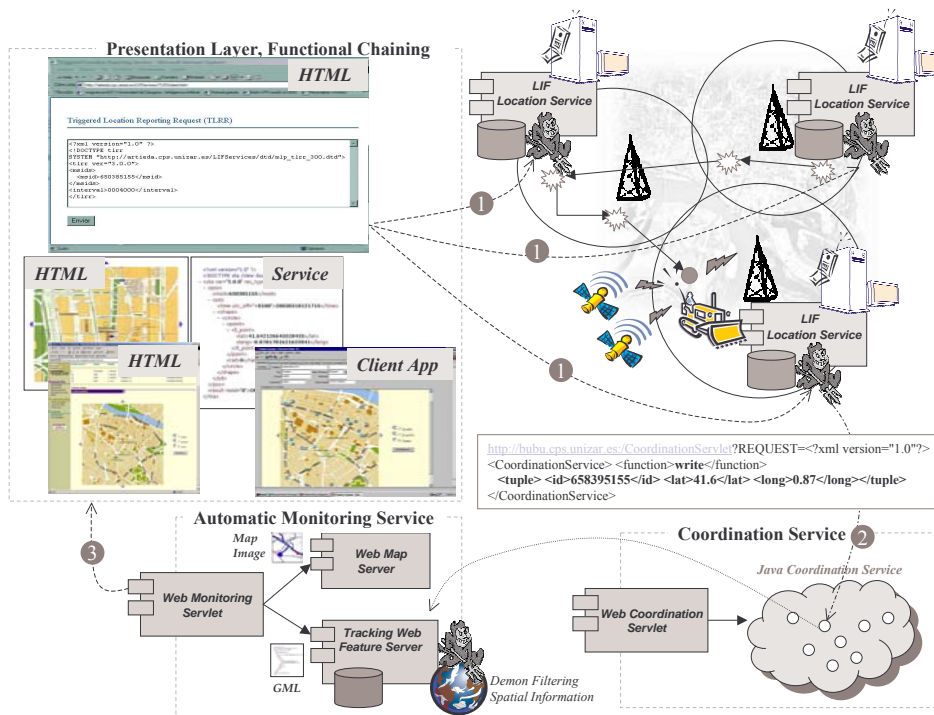 Presentation Layer, Functional Chaining
HTML
Triggered Location Reporting Request (TLRR)
<?xml version="1.0" ?>
<!DOCTYPE tlrr
SYSTEM "http://artieda.cps.unizar.es/LIFServices/dtd/mlp_tlrr_300.dtd">
<tlrr ver="3.0.0">
<msids>
<msid>650385155</msid>
</msids>
<interval>0004000</interval>
</tlrr>
Enviar
HTML
Service
HTML
Client App
LIF
Location Service
LIF
Location Service
LIF
Location Service
1
1
1
http://bubu.cps.unizar.es/CoordinationServlet?REQUEST=<?xml version="1.0"?>
<CoordinationService> <function>write</function>
<tuple> <id>658395155</id> <lat>41.6</lat> <long>0.87</long></tuple>
</CoordinationService>
Automatic Monitoring Service
3
Map
Image
Web Map
Server
Web Monitoring
Servlet
Tracking Web
Feature Server
GML
Demon Filtering
Spatial Information
Coordination Service
2
Java Coordination Service
Web Coordination
Servlet